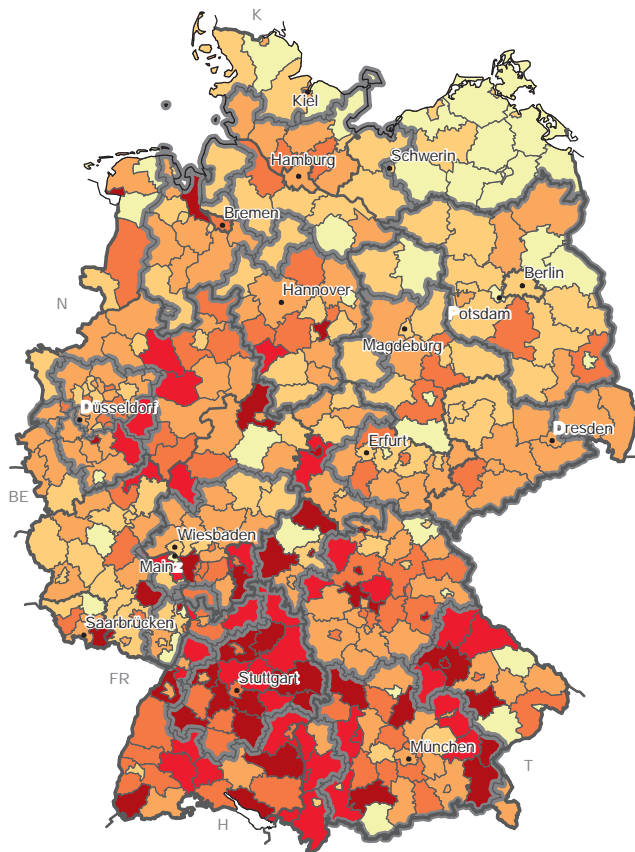 K
Kiel
Hamburg
Schwerin
Bremen
Berlin
N
Hannover
Potsdam
Magdeburg
Düsseldorf
Erfurt
Dresden
BE
Wiesbaden
Mainz
Saarbrücken
FR
Stuttgart
München
T
H